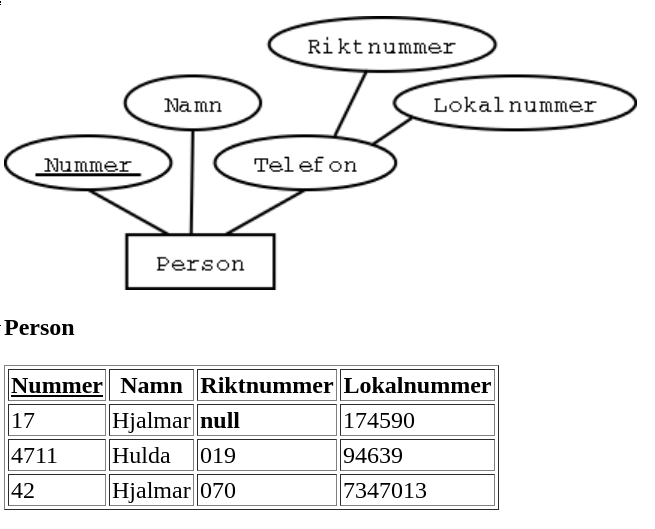 Riktnummer
Namn
Lokalnummer
Nummer
Telefon
Person
Person
Nummer Namn Riktnummer Lokalnummer
17 Hjalmar null 174590
4711 Hulda 019 94639
42 Hjalmar 070 7347013